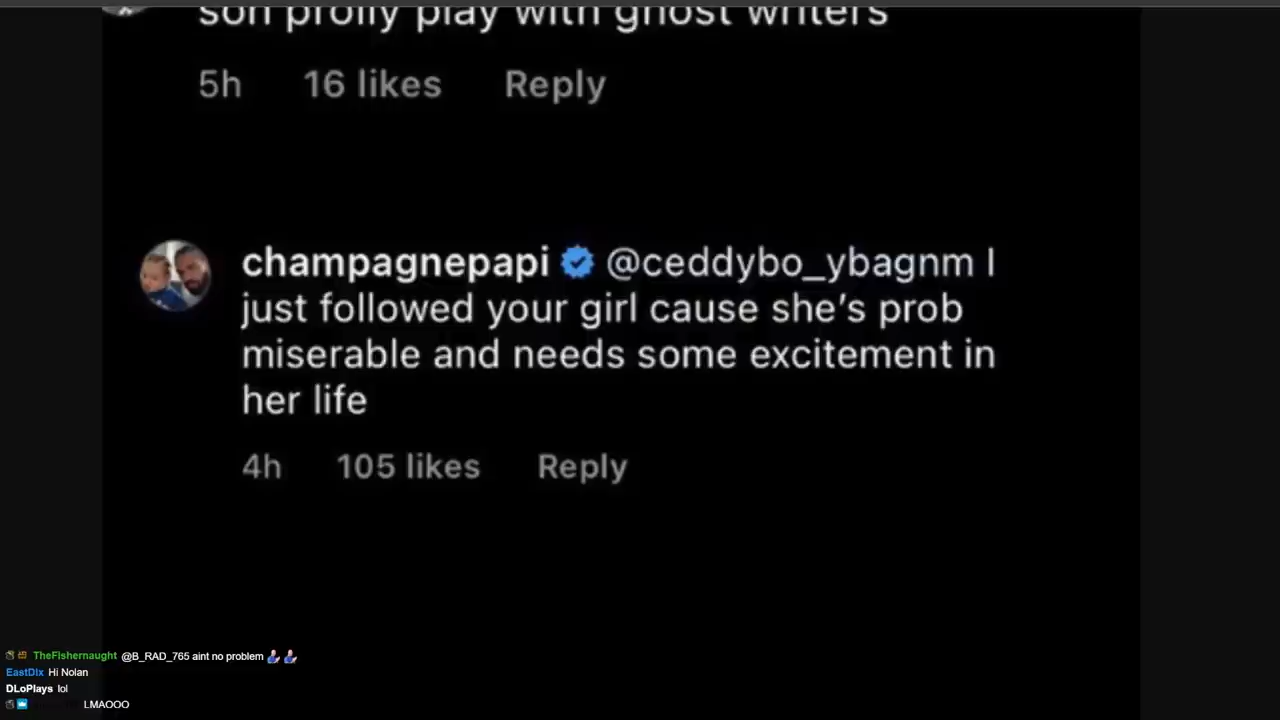 son prolly play with ghost writers
5h 16 likes Reply
champagnepapi @ceddybo_ybagnm I
just followed your girl cause she's prob
miserable and needs some excitement in
her life
4h 105 likes Reply
TheFishernaught @B_RAD_765 aint no problem
EastDix Hi Nolan
DLoPlays lol
LMAOOO